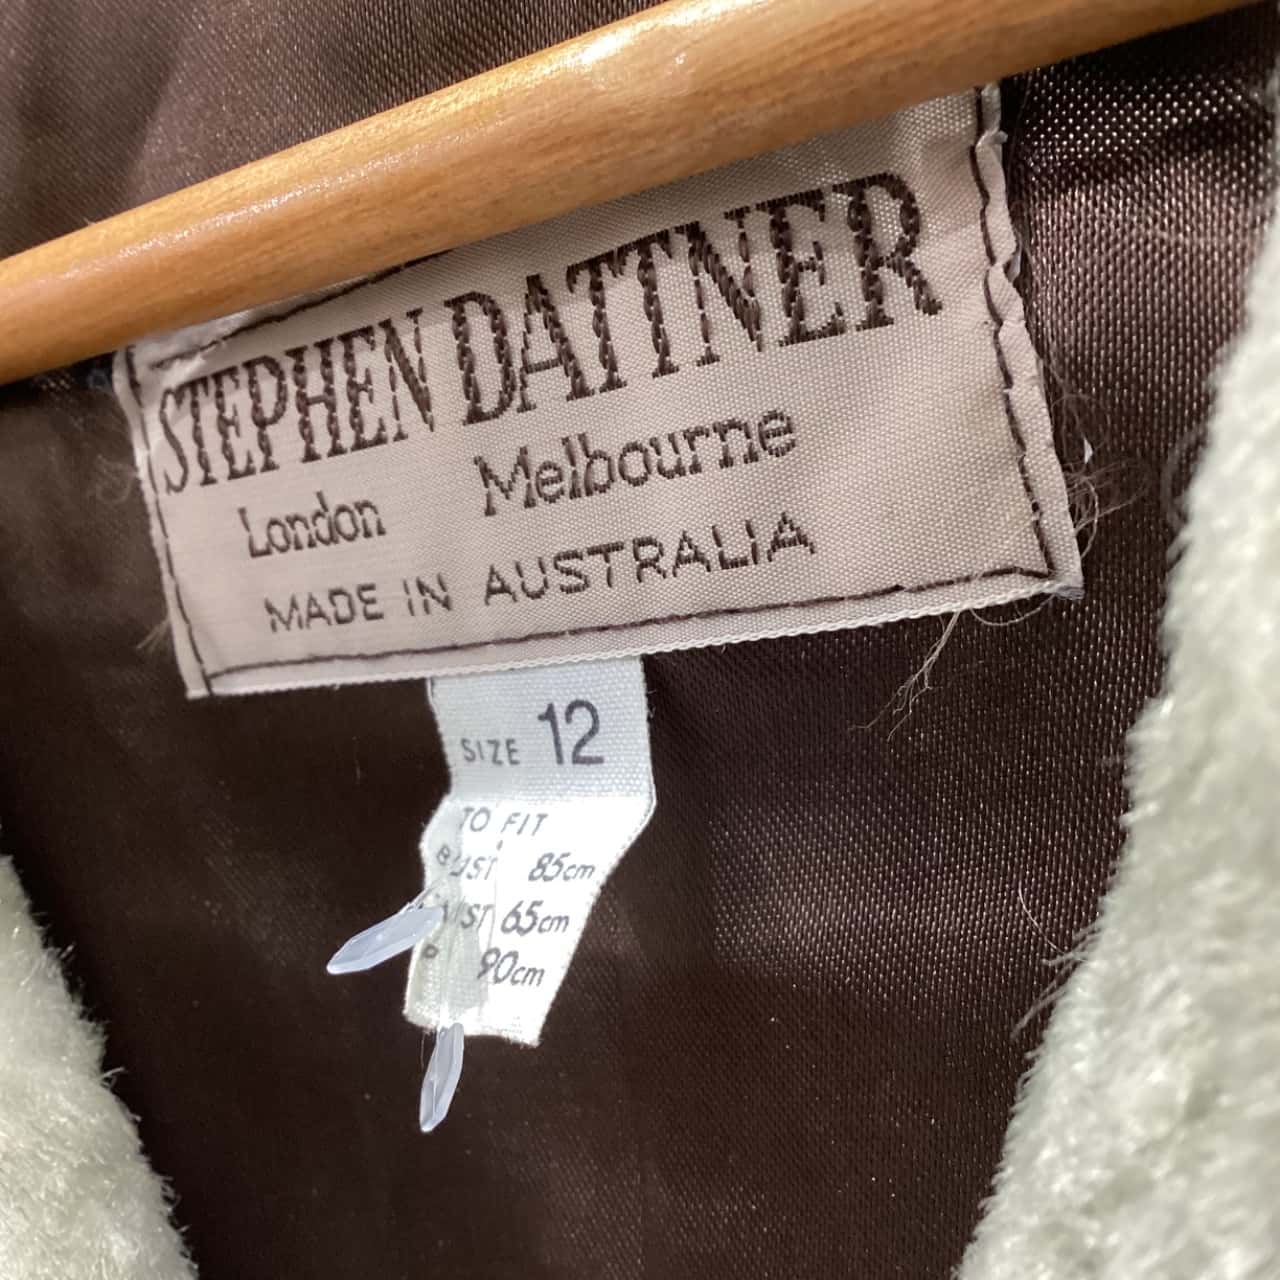 STEPHEN DATTNER
London Melbourne
MADE IN AUSTRALIA
SIZE 12
TO FIT
BUST 85cm
65cm
90cm